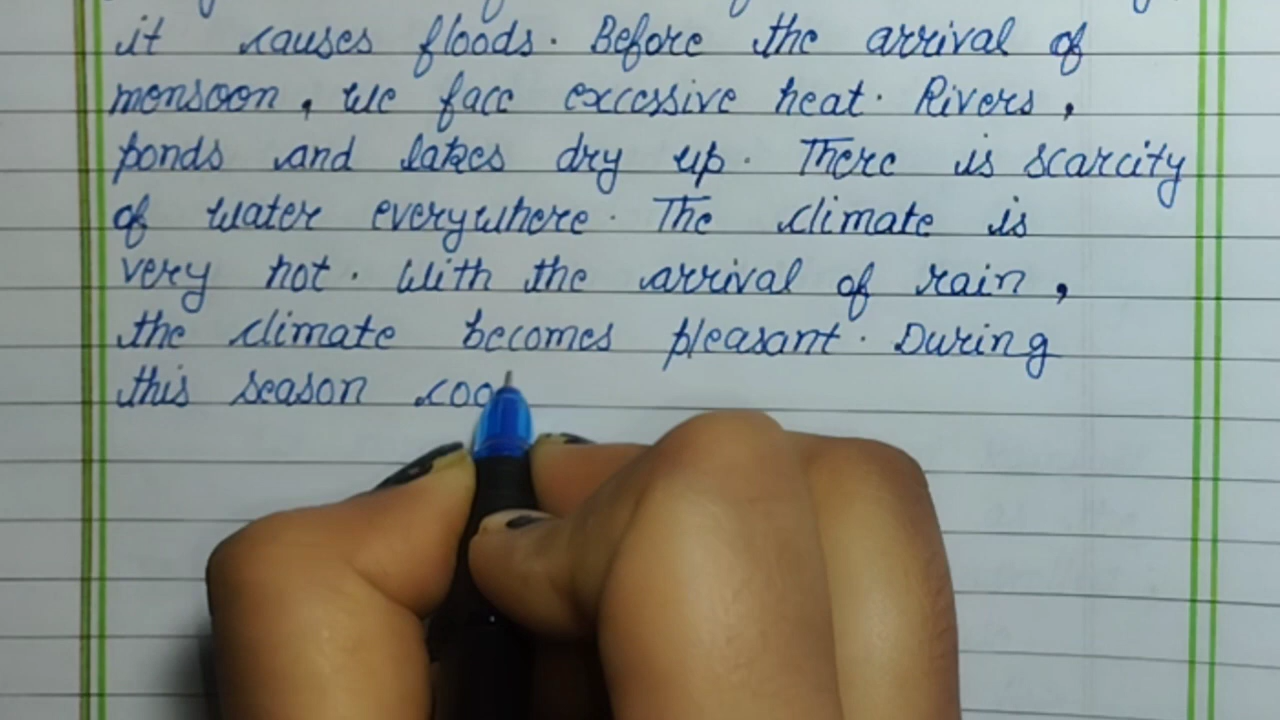 it causes floods. Before the arrival of
monsoon, we face excessive heat. Rivers,
ponds and lakes dry up. There is scarcity
of water everywhere. The climate is
very hot. With the arrival of rain,
the climate becomes pleasant. During
this season coo